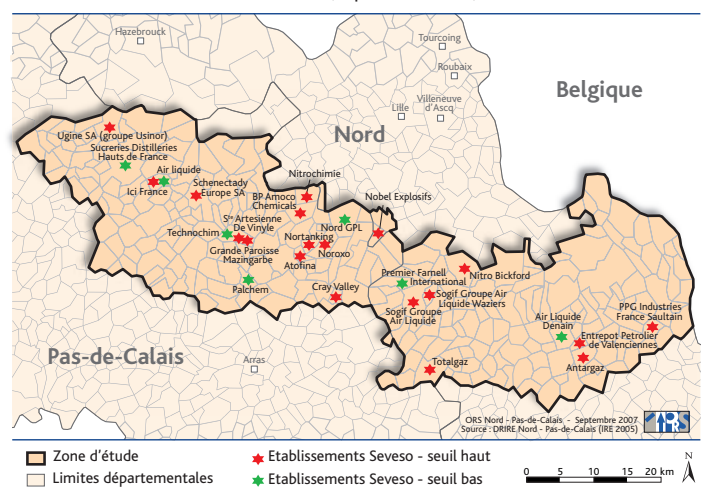 Hazebrouck
Tourcoing
Roubaix
Villeneuve
d'Ascq
Lille
Belgique
Nord
Ugine SA (groupe Usinor)
Sucreries Distilleries
Hauts de France
Air liquide
Ici France
Schenectady
Europe SA
Nitrochimie
BP Amoco
Chemicals
Nobel Explosifs
Ste Artesienne
De Vinyle
Technochim
Grande Paroisse
Mazingarbe
Nord GPL
Nortanking
Noroxo
Atofina
Palchem
Cray Valley
Premier Farnell
International
Nitro Bickford
Sogif Groupe Air
Liquide Waziers
Sogif Groupe
Air Liquide
Air Liquide
Denain
PPG Industries
France Saultain
Entrepot Petrolier
de Valenciennes
Antargaz
Totalgaz
Pas-de-Calais
Arras
ORS Nord - Pas-de-Calais - Septembre 2007
Source : DRIRE Nord - Pas-de-Calais (IRE 2005)
Zone d'étude
Limites départementales
Etablissements Seveso - seuil haut
Etablissements Seveso - seuil bas
0 5 10 15 20 km
N